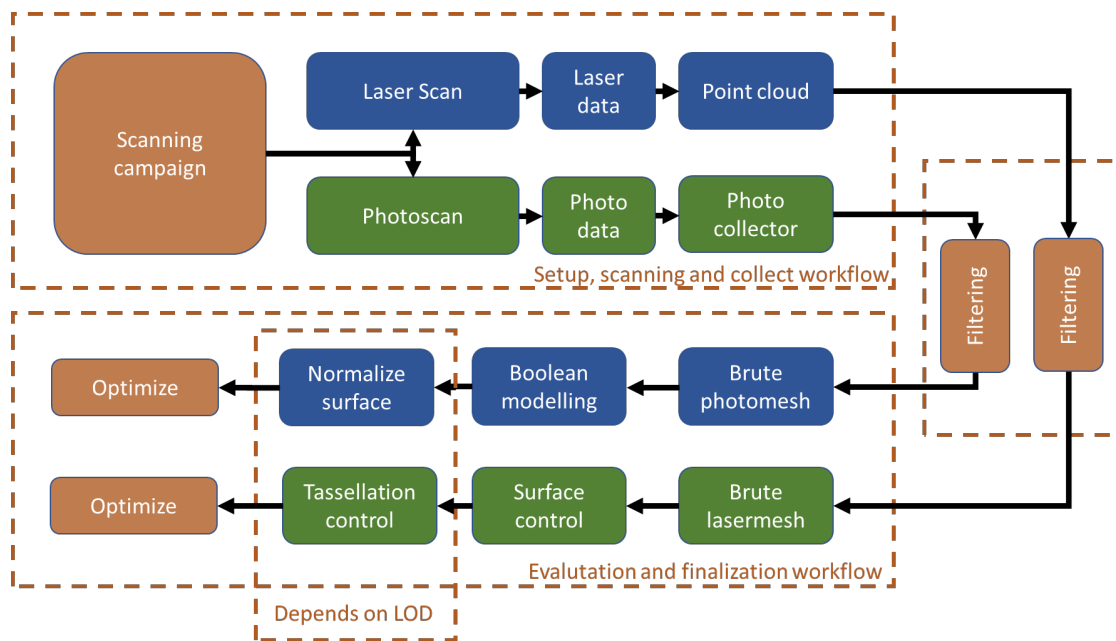 Scanning
campaign
Laser Scan
Laser
data
Point cloud
Photoscan
Photo
data
Photo
collector
Setup, scanning and collect workflow
Filtering
Filtering
Optimize
Normalize
surface
Boolean
modelling
Brute
photomesh
Optimize
Tassellation
control
Surface
control
Brute
lasermesh
Evalutation and finalization workflow
Depends on LOD